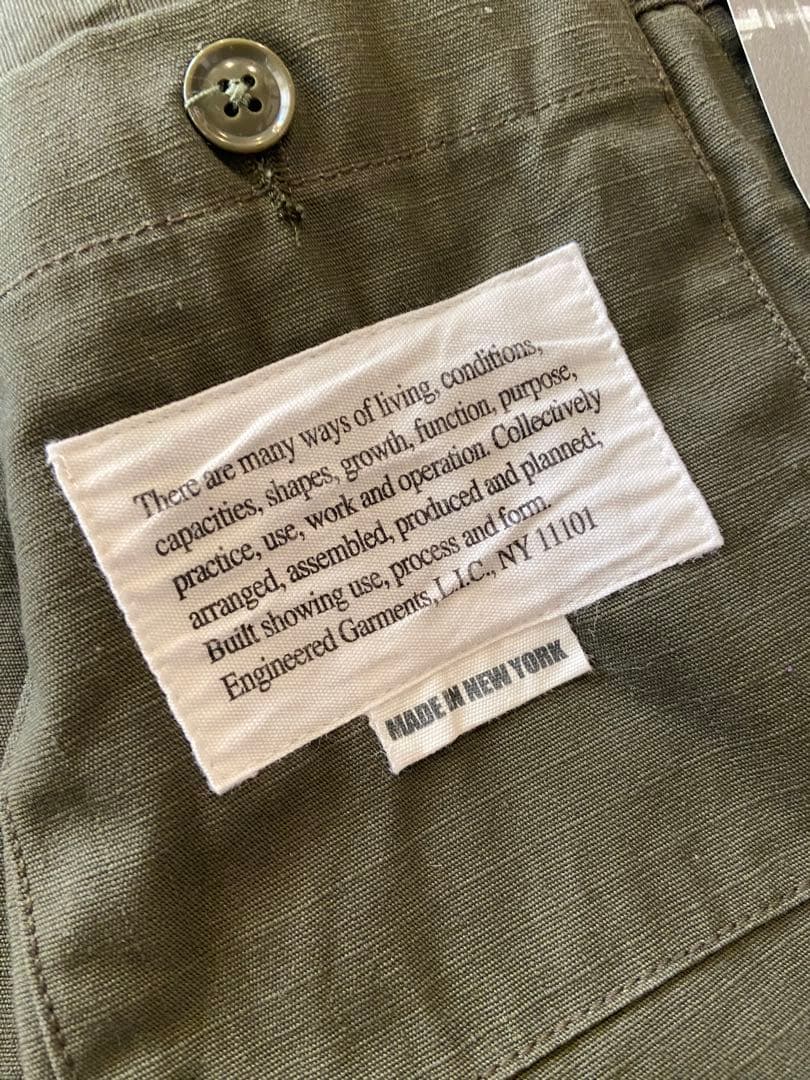 There are many ways of living, conditions,
capacities, shapes, growth, function, purpose,
practice, use, work and operation. Collectively
arranged, assembled, produced and planned;
Built showing use, process and form.
Engineered Garments, L.I.C., NY 11101
MADE IN NEW YORK